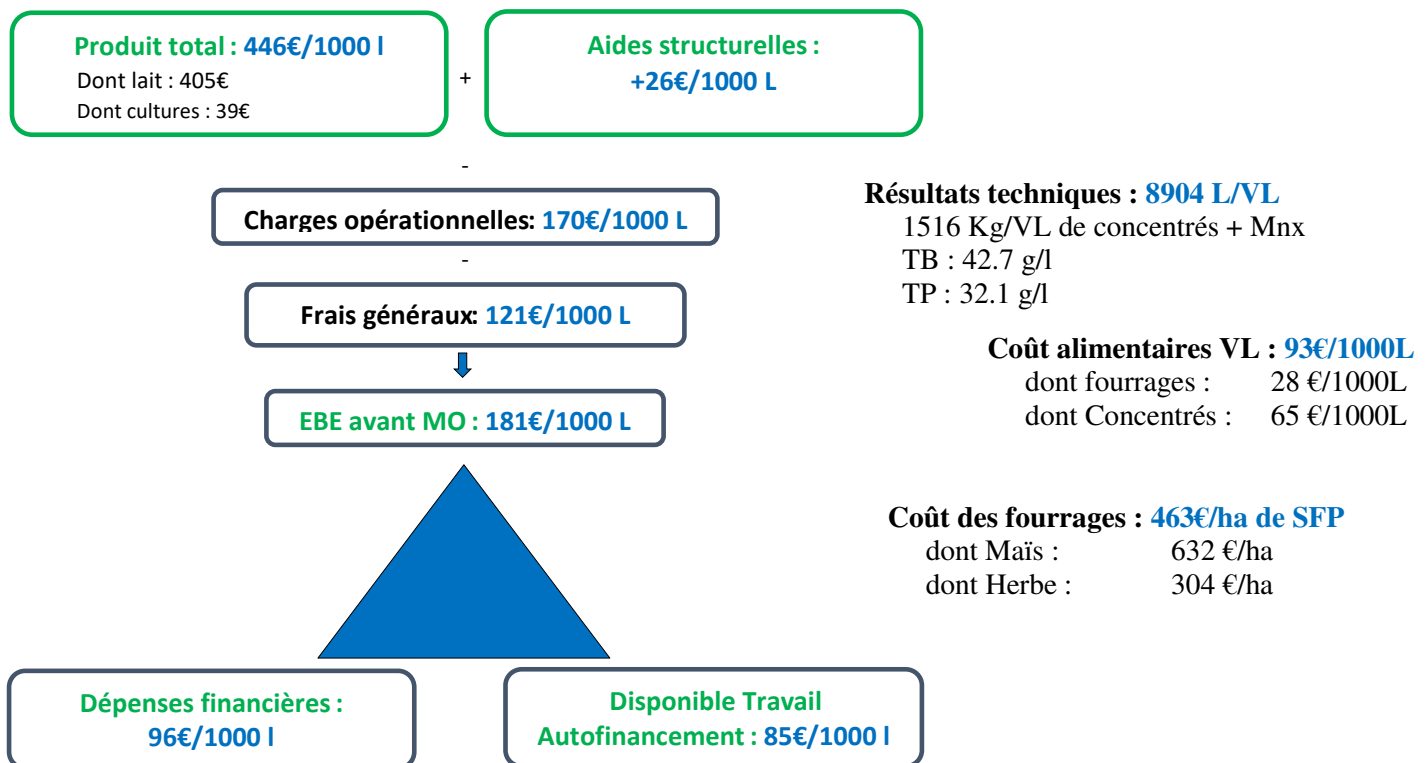 Produit total : 446€/1000 l
Dont lait : 405€
Dont cultures : 39€
+
Aides structurelles :
+26€/1000 L
-
Charges opérationnelles: 170€/1000 L
-
Frais généraux: 121€/1000 L
EBE avant MO : 181€/1000 L
Dépenses financières :
96€/1000 l
Disponible Travail
Autofinancement : 85€/1000 l
Résultats techniques : 8904 L/VL
1516 Kg/VL de concentrés + Mnx
TB : 42.7 g/l
TP : 32.1 g/l
Coût alimentaires VL : 93€/1000L
dont fourrages : 28 €/1000L
dont Concentrés : 65 €/1000L
Coût des fourrages : 463€/ha de SFP
dont Maïs : 632 €/ha
dont Herbe : 304 €/ha